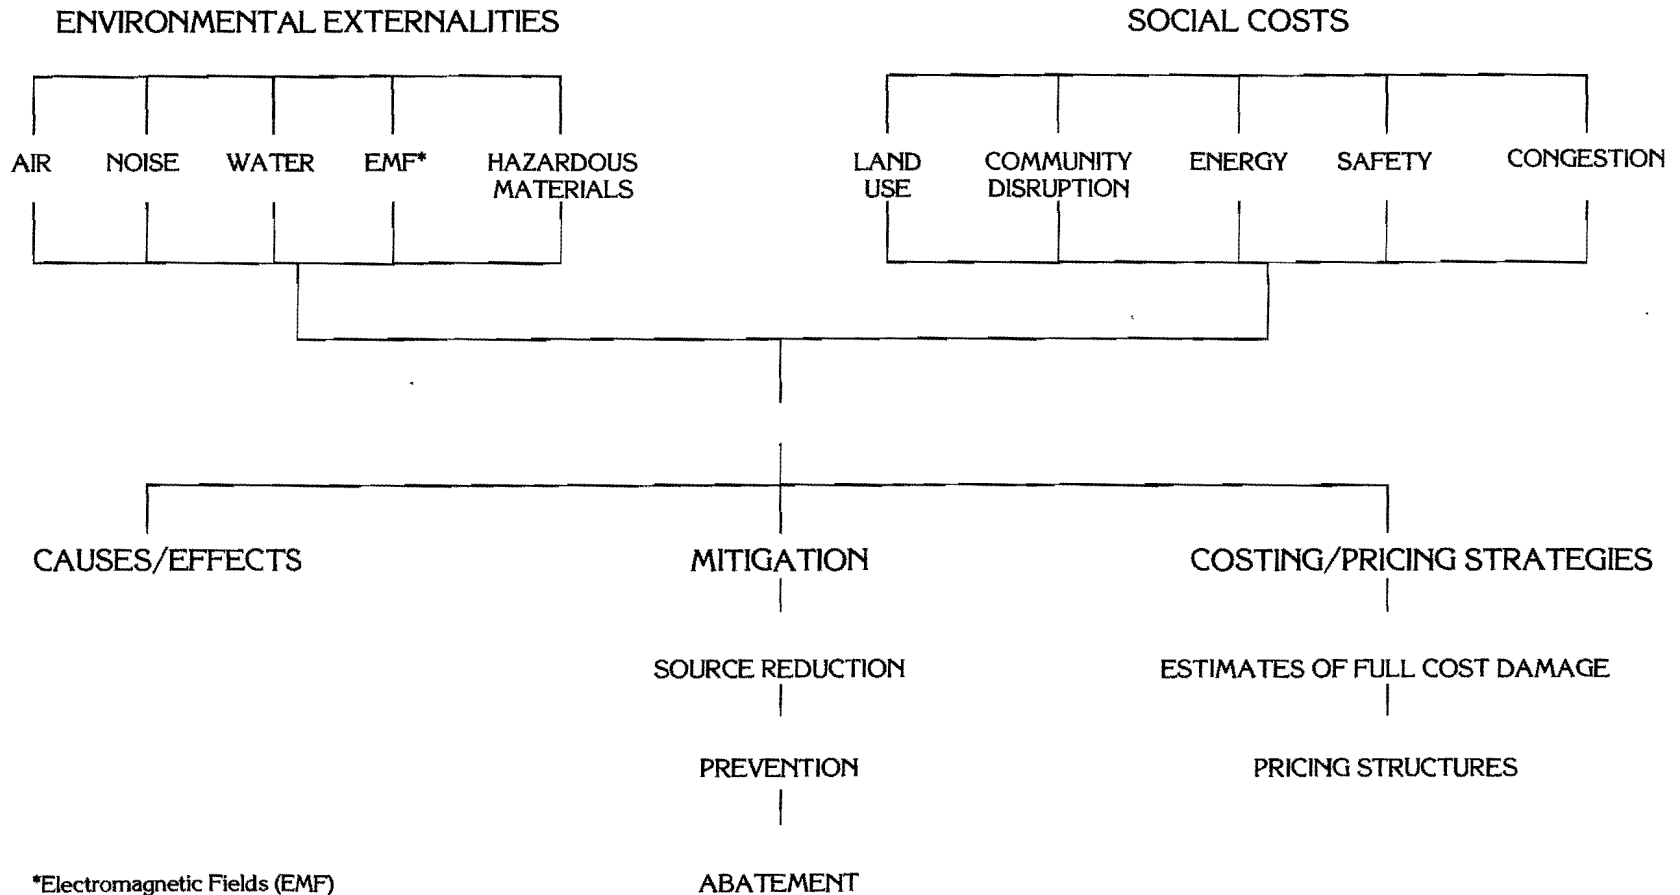 ENVIRONMENTAL EXTERNALITIES
SOCIAL COSTS
AIR
NOISE
WATER
EMF*
HAZARDOUS
MATERIALS
LAND
USE
COMMUNITY
DISRUPTION
ENERGY
SAFETY
CONGESTION
CAUSES/EFFECTS
MITIGATION
COSTING/PRICING STRATEGIES
SOURCE REDUCTION
ESTIMATES OF FULL COST DAMAGE
PREVENTION
PRICING STRUCTURES
*Electromagnetic Fields (EMF)
ABATEMENT